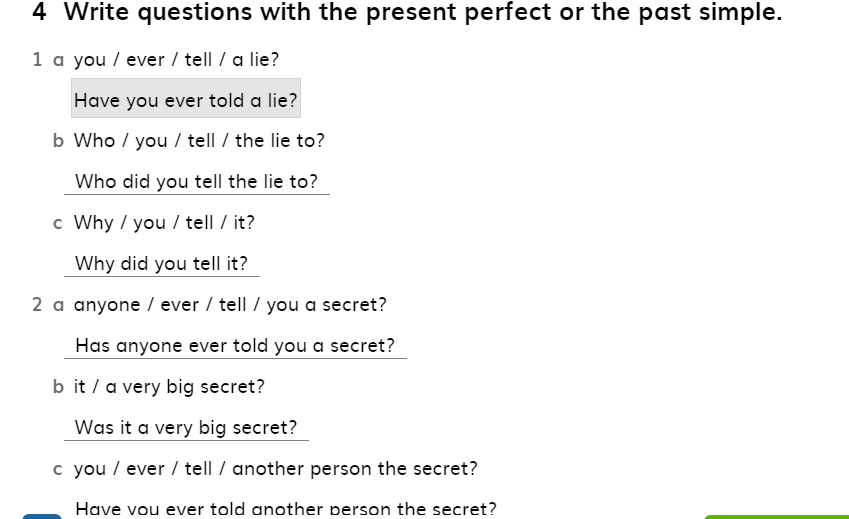 4 Write questions with the present perfect or the past simple.
1 a you / ever / tell / a lie?
Have you ever told a lie?
b Who / you / tell / the lie to?
Who did you tell the lie to?
c Why / you / tell / it?
Why did you tell it?
2 a anyone / ever / tell / you a secret?
Has anyone ever told you a secret?
b it / a very big secret?
Was it a very big secret?
c you / ever / tell / another person the secret?
Have you ever told another person the secret?